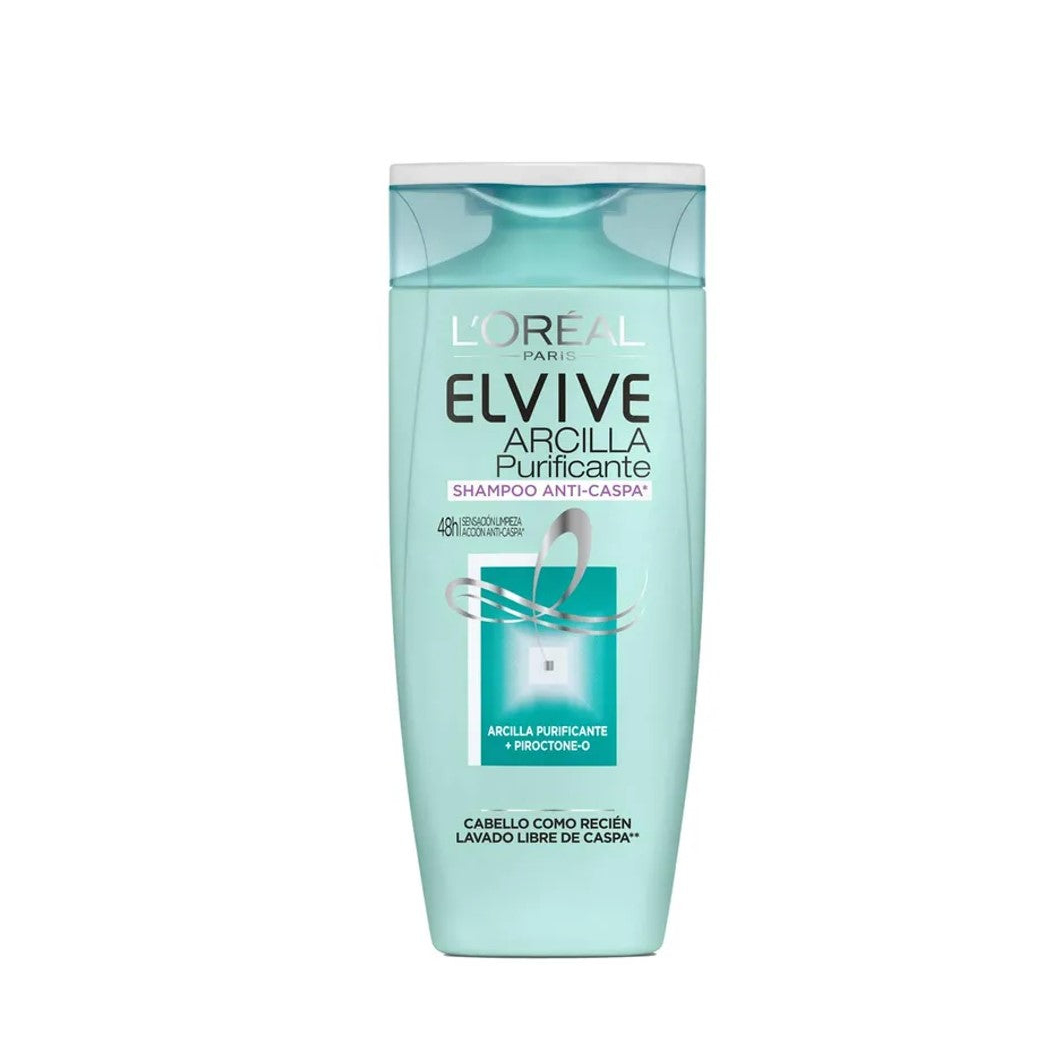 L'ORÉAL
PARIS
ELVIVE
ARCILLA
Purificante
SHAMPOO ANTI-CASPA*
48h SENSACIÓN LIMPEZA
ACCIÓN ANTI-CASPA*
ARCILLA PURIFICANTE
+ PIROCTONE-O
CABELLO COMO RECIÉN
LAVADO LIBRE DE CASPA**